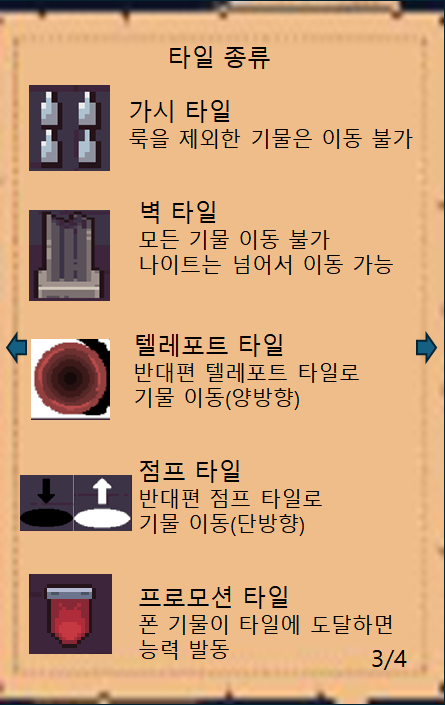 타일 종류
가시 타일
룩을 제외한 기물은 이동 불가
벽 타일
모든 기물 이동 불가
나이트는 넘어서 이동 가능
텔레포트 타일
반대편 텔레포트 타일로
기물 이동(양방향)
점프 타일
반대편 점프 타일로
기물 이동(단방향)
프로모션 타일
폰 기물이 타일에 도달하면
능력 발동
3/4